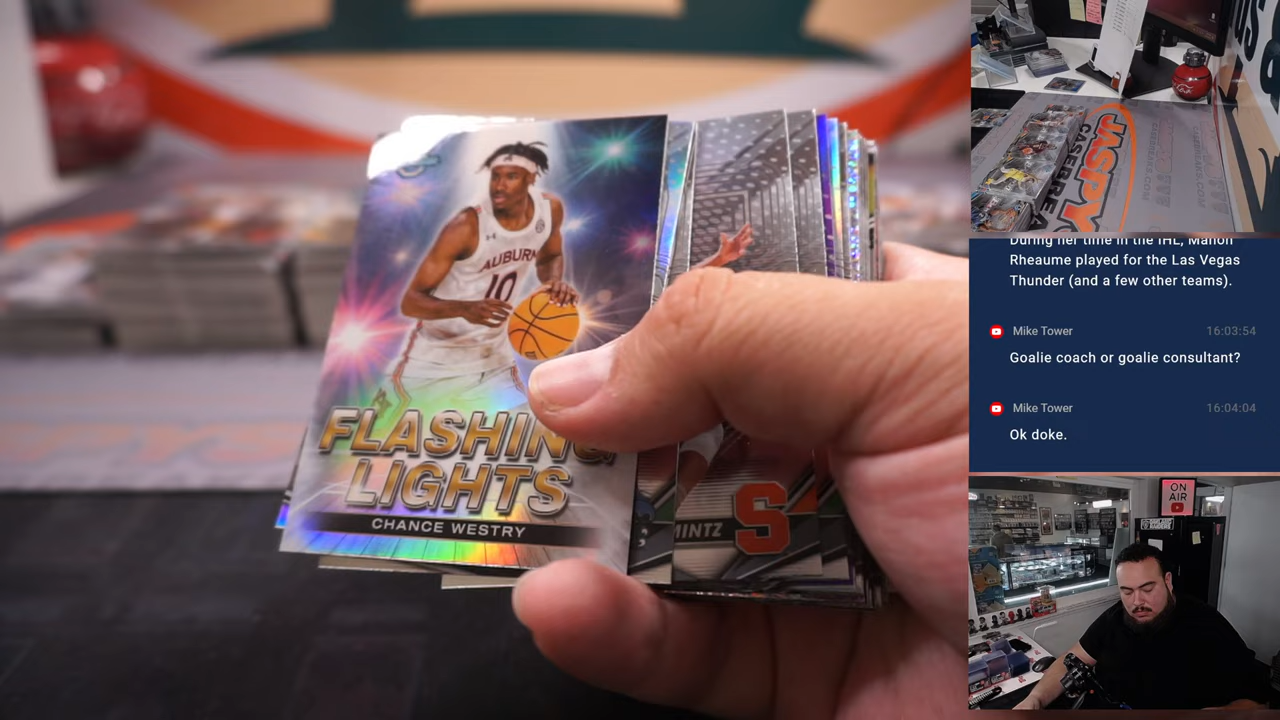 AUBURN
10
FLASHING
LIGHTS
CHANCE WESTRY
MINTZ
S
JASPY
CASEBREA
During her time in the IHL, Manon
Rheaume played for the Las Vegas
Thunder (and a few other teams).
Mike Tower 16:03:54
Goalie coach or goalie consultant?
Mike Tower 16:04:04
Ok doke.
ON
AIR